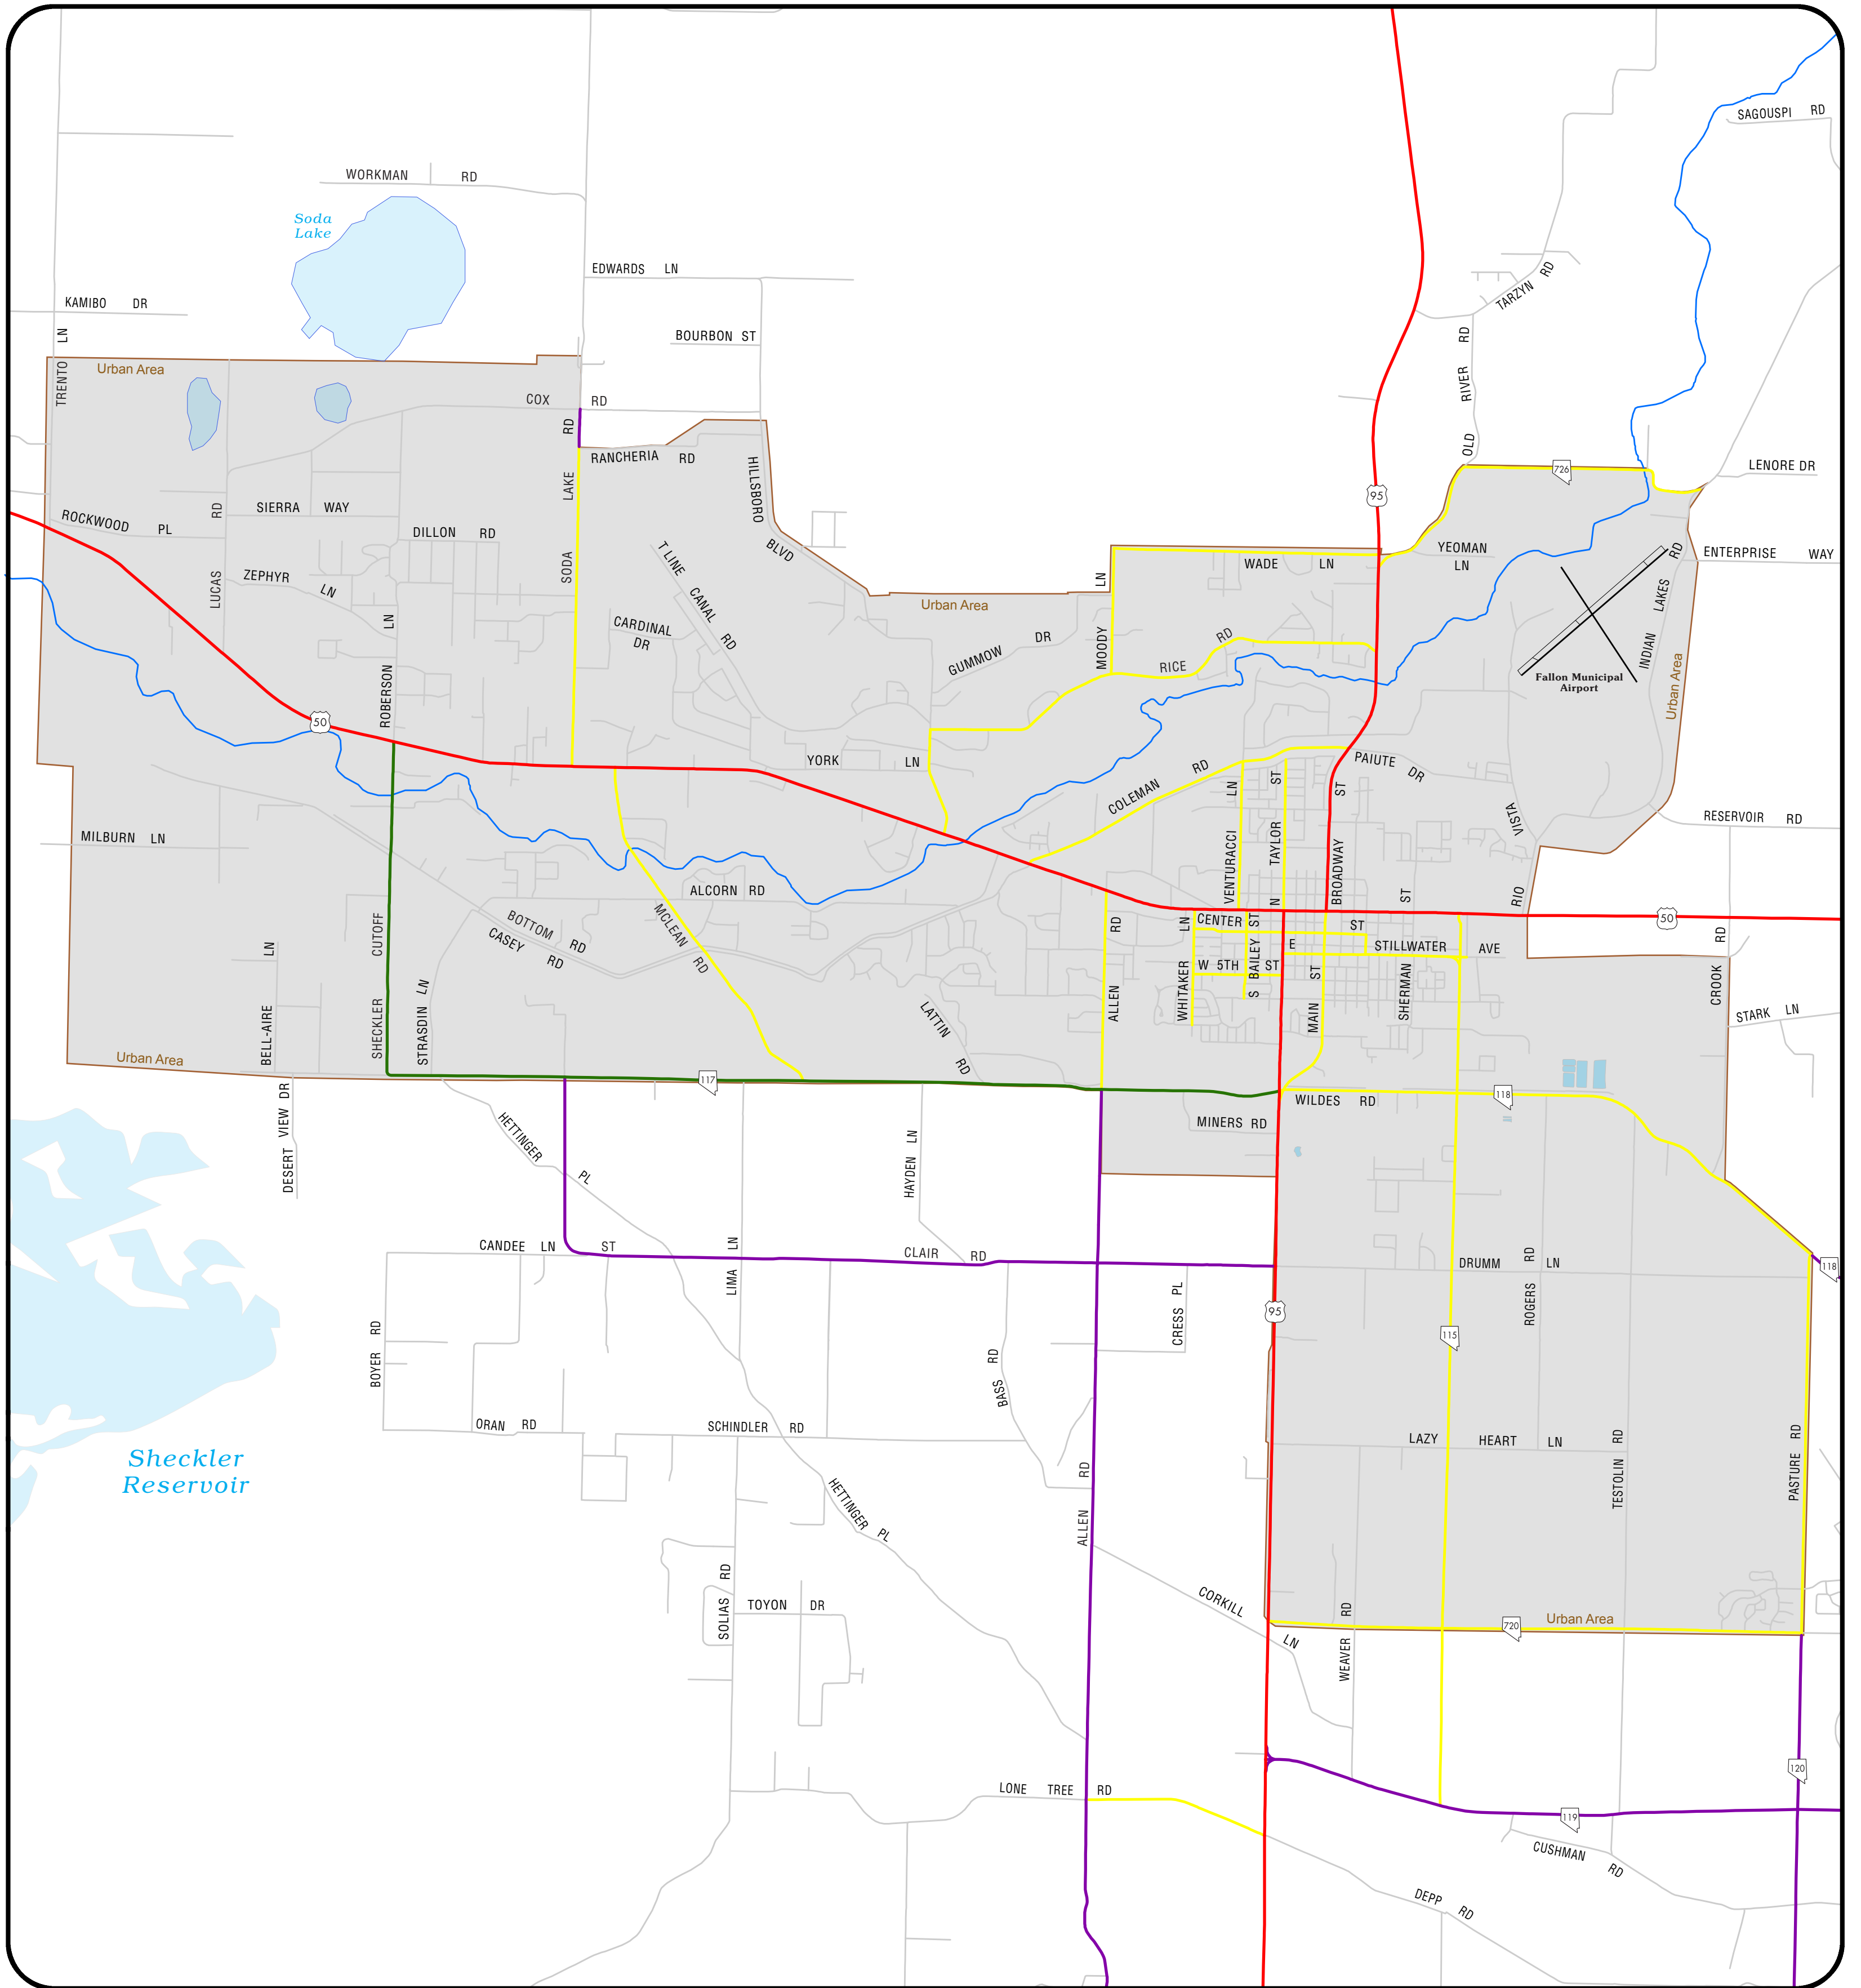 SAGOUSPI RD
WORKMAN RD
Soda
Lake
EDWARDS LN
TARZYN RD
KAMIBO DR
BOURBON ST
TRENTO LN
Urban Area
OLD RIVER RD
COX RD
RANCHERIA RD
HILLSBORO BLVD
SODA LAKE RD
726
LENORE DR
95
SIERRA WAY
ROCKWOOD PL
DILLON RD
LUCAS RD
ZEPHYR LN
T LINE CANAL RD
YEOMAN
LN
WADE LN
ENTERPRISE WAY
INDIAN LAKES RD
Urban Area
MOODY LN
CARDINAL
DR
ROBERSON LN
GUMMOW DR
RICE RD
Fallon Municipal
Airport
Urban Area
50
YORK LN
PAIUTE DR
COLEMAN RD
VENTURACCI LN
N TAYLOR ST
BROADWAY ST
RIO VISTA
RESERVOIR RD
MILBURN LN
ALCORN RD
MCLEAN RD
BOTTOM RD
CASEY RD
SHECKLER CUTOFF
STRASDIN LN
BELL-AIRE LN
ALLEN RD
WHITAKER LN
CENTER ST
E STILLWATER AVE
W 5TH ST
S BAILEY ST
MAIN ST
SHERMAN ST
50
CROOK RD
STARK LN
LATTIN RD
Urban Area
117
DESERT VIEW DR
WILDES RD
118
MINERS RD
HETTINGER PL
HAYDEN LN
CANDEE LN
ST CLAIR RD
LIMA LN
DRUMM LN
ROGERS RD
118
95
115
CRESS PL
BOYER RD
BASS RD
ORAN RD
SCHINDLER RD
LAZY HEART LN
TESTOLIN RD
PASTURE RD
Sheckler
Reservoir
HETTINGER PL
ALLEN RD
CORKILL LN
SOLIAS RD
TOYON DR
WEAVER RD
720
Urban Area
LONE TREE RD
120
119
CUSHMAN RD
DEPP RD